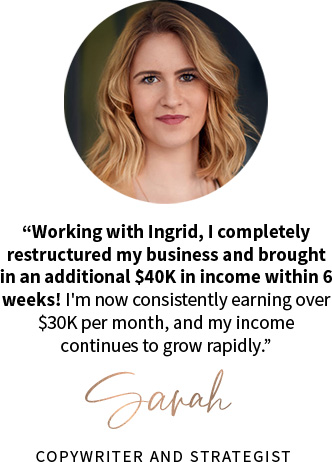 “Working with Ingrid, I completely
restructured my business and brought
in an additional $40K in income within 6
weeks! I'm now consistently earning over
$30K per month, and my income
continues to grow rapidly.”
Sarah
COPYWRITER AND STRATEGIST